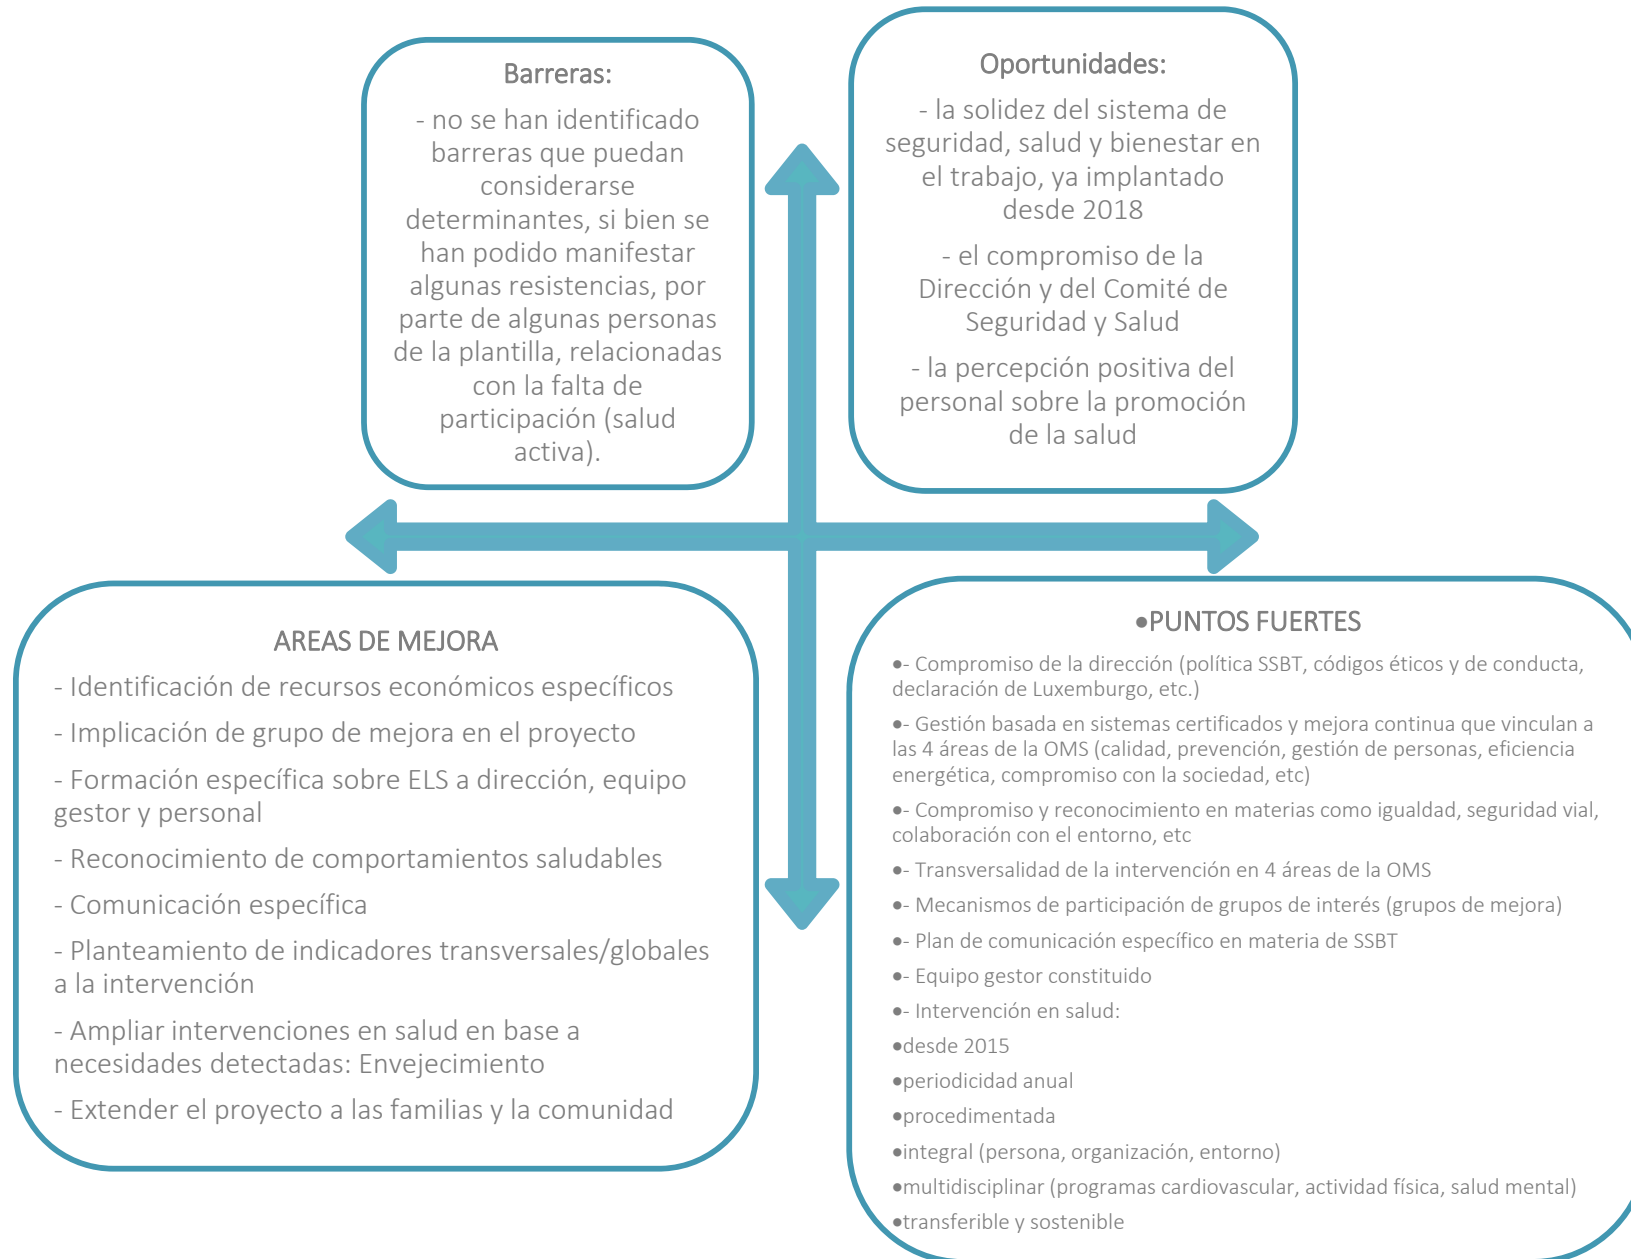 Barreras:
- no se han identificado
barreras que puedan
considerarse
determinantes, si bien se
han podido manifestar
algunas resistencias, por
parte de algunas personas
de la plantilla, relacionadas
con la falta de
participación (salud
activa).
Oportunidades:
- la solidez del sistema de
seguridad, salud y bienestar en
el trabajo, ya implantado
desde 2018
- el compromiso de la
Dirección y del Comité de
Seguridad y Salud
- la percepción positiva del
personal sobre la promoción
de la salud
AREAS DE MEJORA
- Identificación de recursos económicos específicos
- Implicación de grupo de mejora en el proyecto
- Formación específica sobre ELS a dirección, equipo
gestor y personal
- Reconocimiento de comportamientos saludables
- Comunicación específica
- Planteamiento de indicadores transversales/globales
a la intervención
- Ampliar intervenciones en salud en base a
necesidades detectadas: Envejecimiento
- Extender el proyecto a las familias y la comunidad
•PUNTOS FUERTES
•- Compromiso de la dirección (política SSBT, códigos éticos y de conducta,
declaración de Luxemburgo, etc.)
•- Gestión basada en sistemas certificados y mejora continua que vinculan a
las 4 áreas de la OMS (calidad, prevención, gestión de personas, eficiencia
energética, compromiso con la sociedad, etc)
•- Compromiso y reconocimiento en materias como igualdad, seguridad vial,
colaboración con el entorno, etc
•- Transversalidad de la intervención en 4 áreas de la OMS
•- Mecanismos de participación de grupos de interés (grupos de mejora)
•- Plan de comunicación específico en materia de SSBT
•- Equipo gestor constituido
•- Intervención en salud:
•desde 2015
•periodicidad anual
•procedimentada
•integral (persona, organización, entorno)
•multidisciplinar (programas cardiovascular, actividad física, salud mental)
•transferible y sostenible